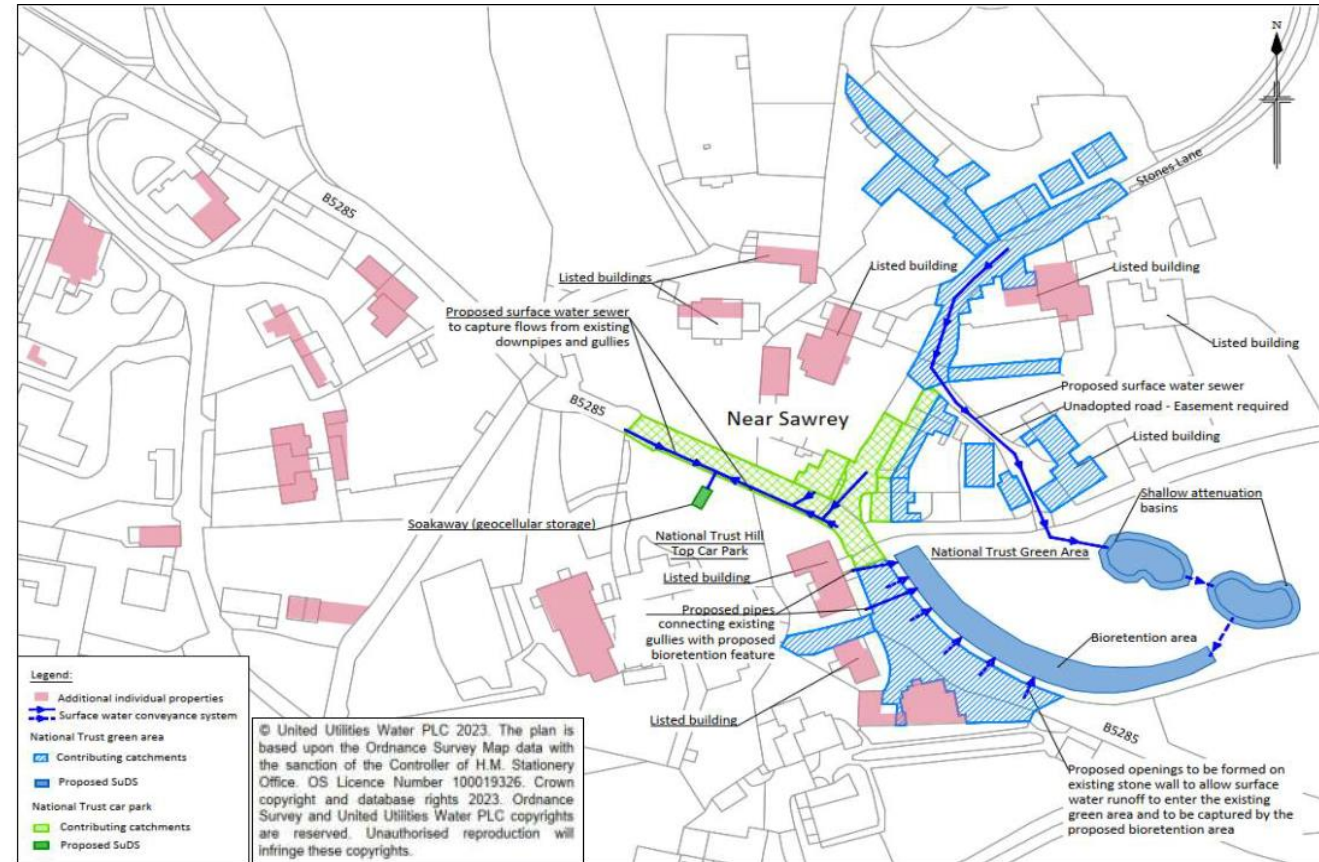 N
Stones Lane
B5285
Listed buildings
Listed building
Listed building
Proposed surface water sewer
to capture flows from existing
downpipes and gullies
Listed building
B5285
Near Sawrey
Proposed surface water sewer
Unadopted road - Easement required
Listed building
Shallow attenuation
basins
Soakaway (geocellular storage)
National Trust Hill
Top Car Park
National Trust Green Area
Listed building
Proposed pipes
connecting existing
gullies with proposed
bioretention feature
Bioretention area
Listed building
B5285
Proposed openings to be formed on
existing stone wall to allow surface
water runoff to enter the existing
green area and to be captured by the
proposed bioretention area
Legend:
Additional individual properties
Surface water conveyance system
National Trust green area
Contributing catchments
Proposed SuDS
National Trust car park
Contributing catchments
Proposed SuDS
© United Utilities Water PLC 2023. The plan is
based upon the Ordnance Survey Map data with
the sanction of the Controller of H.M. Stationery
Office. OS Licence Number 100019326. Crown
copyright and database rights 2023. Ordnance
Survey and United Utilities Water PLC copyrights
are reserved. Unauthorised reproduction will
infringe these copyrights.